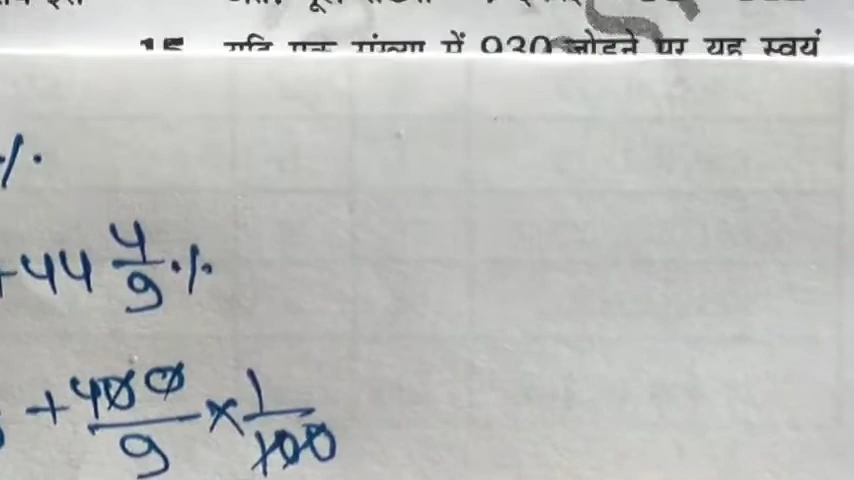 15 यदि एक संख्या में 930 जोड़ने पर यह स्वयं
/.
+44 4/9 ./.
+ 400/9 × 1/100